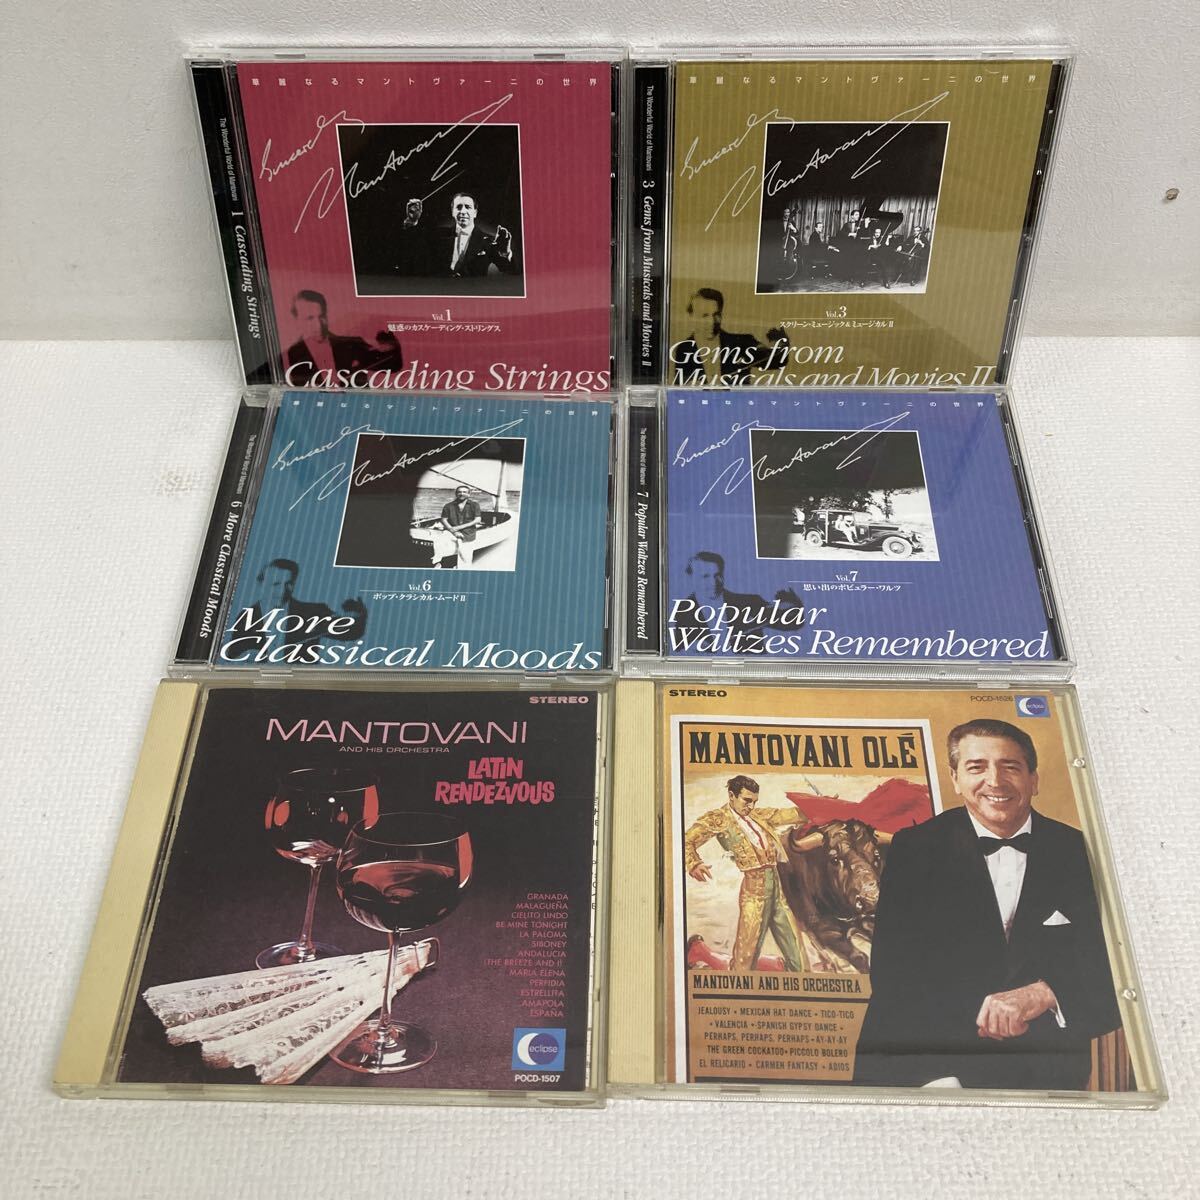 The Wonderful World of Mantovani 1 Cascading Strings
華麗なるマントヴァーニの世界
Sincerely
Mantovani
Vol.1
魅惑のカスケーディング・ストリングス
Cascading Strings
The Wonderful World of Mantovani 3 Gems from Musicals and Movies II
華麗なるマントヴァーニの世界
Sincerely
Mantovani
Vol.3
スクリーン・ミュージック&ミュージカルII
Gems from
Musicals and Movies II
The Wonderful World of Mantovani 6 More Classical Moods
華麗なるマントヴァーニの世界
Sincerely
Mantovani
Vol.6
ポップ・クラシカル・ムードII
More
Classical Moods
The Wonderful World of Mantovani 7 Popular Waltzes Remembered
華麗なるマントヴァーニの世界
Sincerely
Mantovani
Vol.7
思い出のポピュラー・ワルツ
Popular
Waltzes Remembered
STEREO
MANTOVANI
AND HIS ORCHESTRA
LATIN
RENDEZVOUS
GRANADA
MALAGUEÑA
CIELITO LINDO
BE MINE TONIGHT
LA PALOMA
SIBONEY
ANDALUCIA
(THE BREEZE AND I)
MARIA ELENA
PERFIDIA
ESTRELLITA
AMAPOLA
ESPAÑA
eclipse
POCD-1507
STEREO
POCD-1526
eclipse
MANTOVANI OLÉ
MANTOVANI AND HIS ORCHESTRA
JEALOUSY • MEXICAN HAT DANCE • TICO-TICO
• VALENCIA • SPANISH GYPSY DANCE •
PERHAPS, PERHAPS, PERHAPS • AY-AY-AY
THE GREEN COCKATOO • PICCOLO BOLERO
EL RELICARIO • CARMEN FANTASY • ADIOS